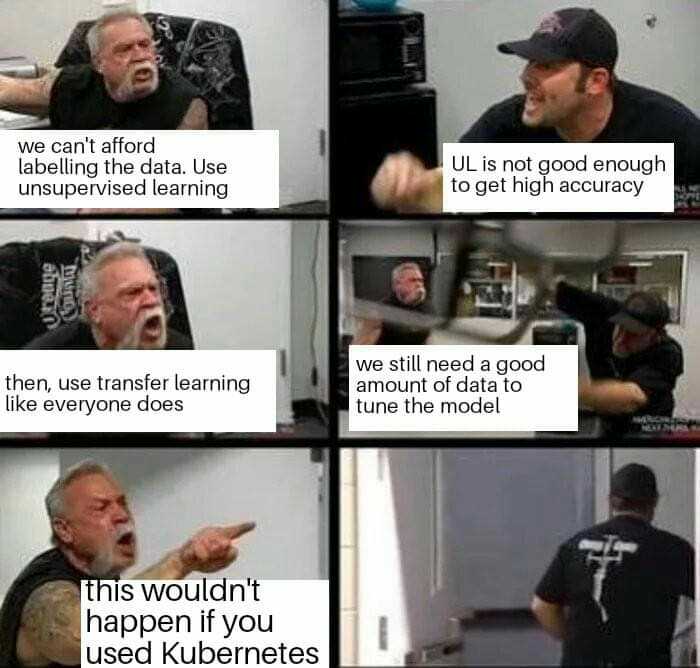 we can't afford
labelling the data. Use
unsupervised learning
UL is not good enough
to get high accuracy
then, use transfer learning
like everyone does
we still need a good
amount of data to
tune the model
this wouldn't
happen if you
used Kubernetes